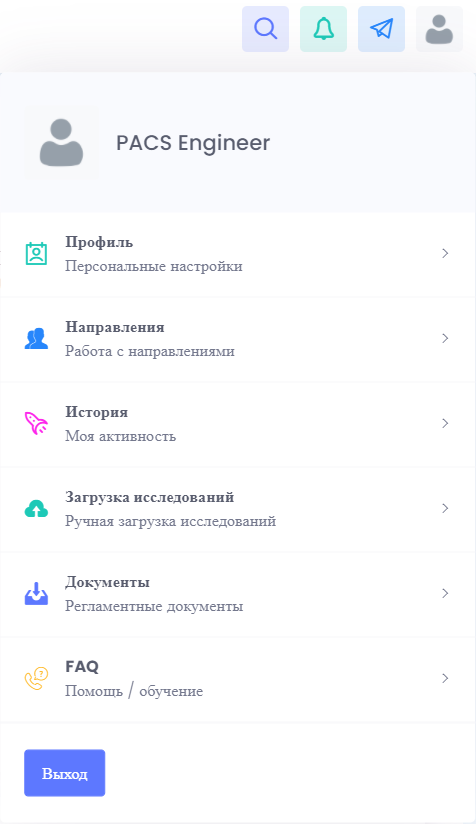 PACS Engineer
Профиль
Персональные настройки
Направления
Работа с направлениями
История
Моя активность
Загрузка исследований
Ручная загрузка исследований
Документы
Регламентные документы
FAQ
Помощь / обучение
Выход